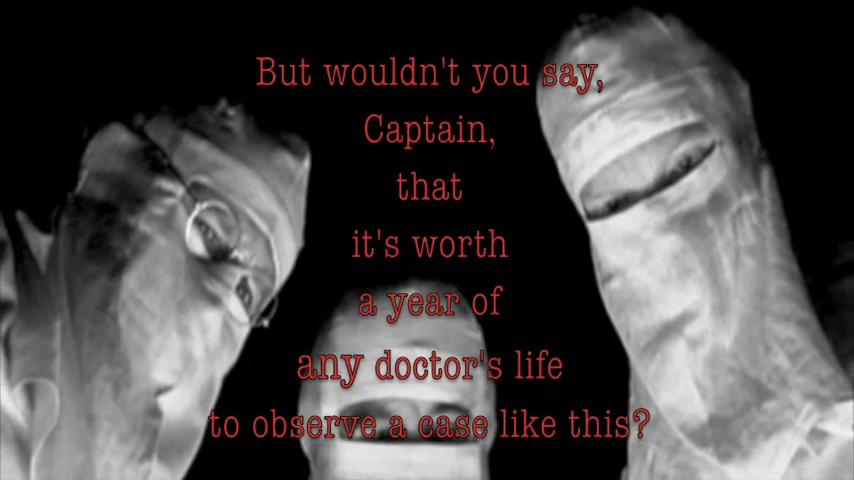 But wouldn't you say,
Captain,
that
it's worth
a year of
any doctor's life
to observe a case like this?